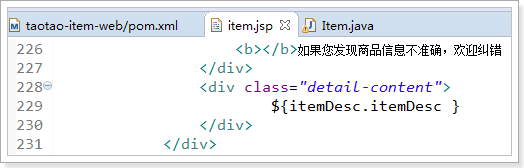 taotao-item-web/pom.xml item.jsp Item.java
226 <b></b>如果您发现商品信息不准确，欢迎纠错
227 </div>
228 <div class="detail-content">
229 ${itemDesc.itemDesc }
230 </div>
231 </div>